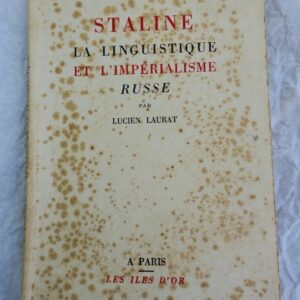 STALINE
LA LINGUISTIQUE
ET L'IMPÉRIALISME
RUSSE
PAR
LUCIEN LAURAT
A PARIS
LES ILES D'OR